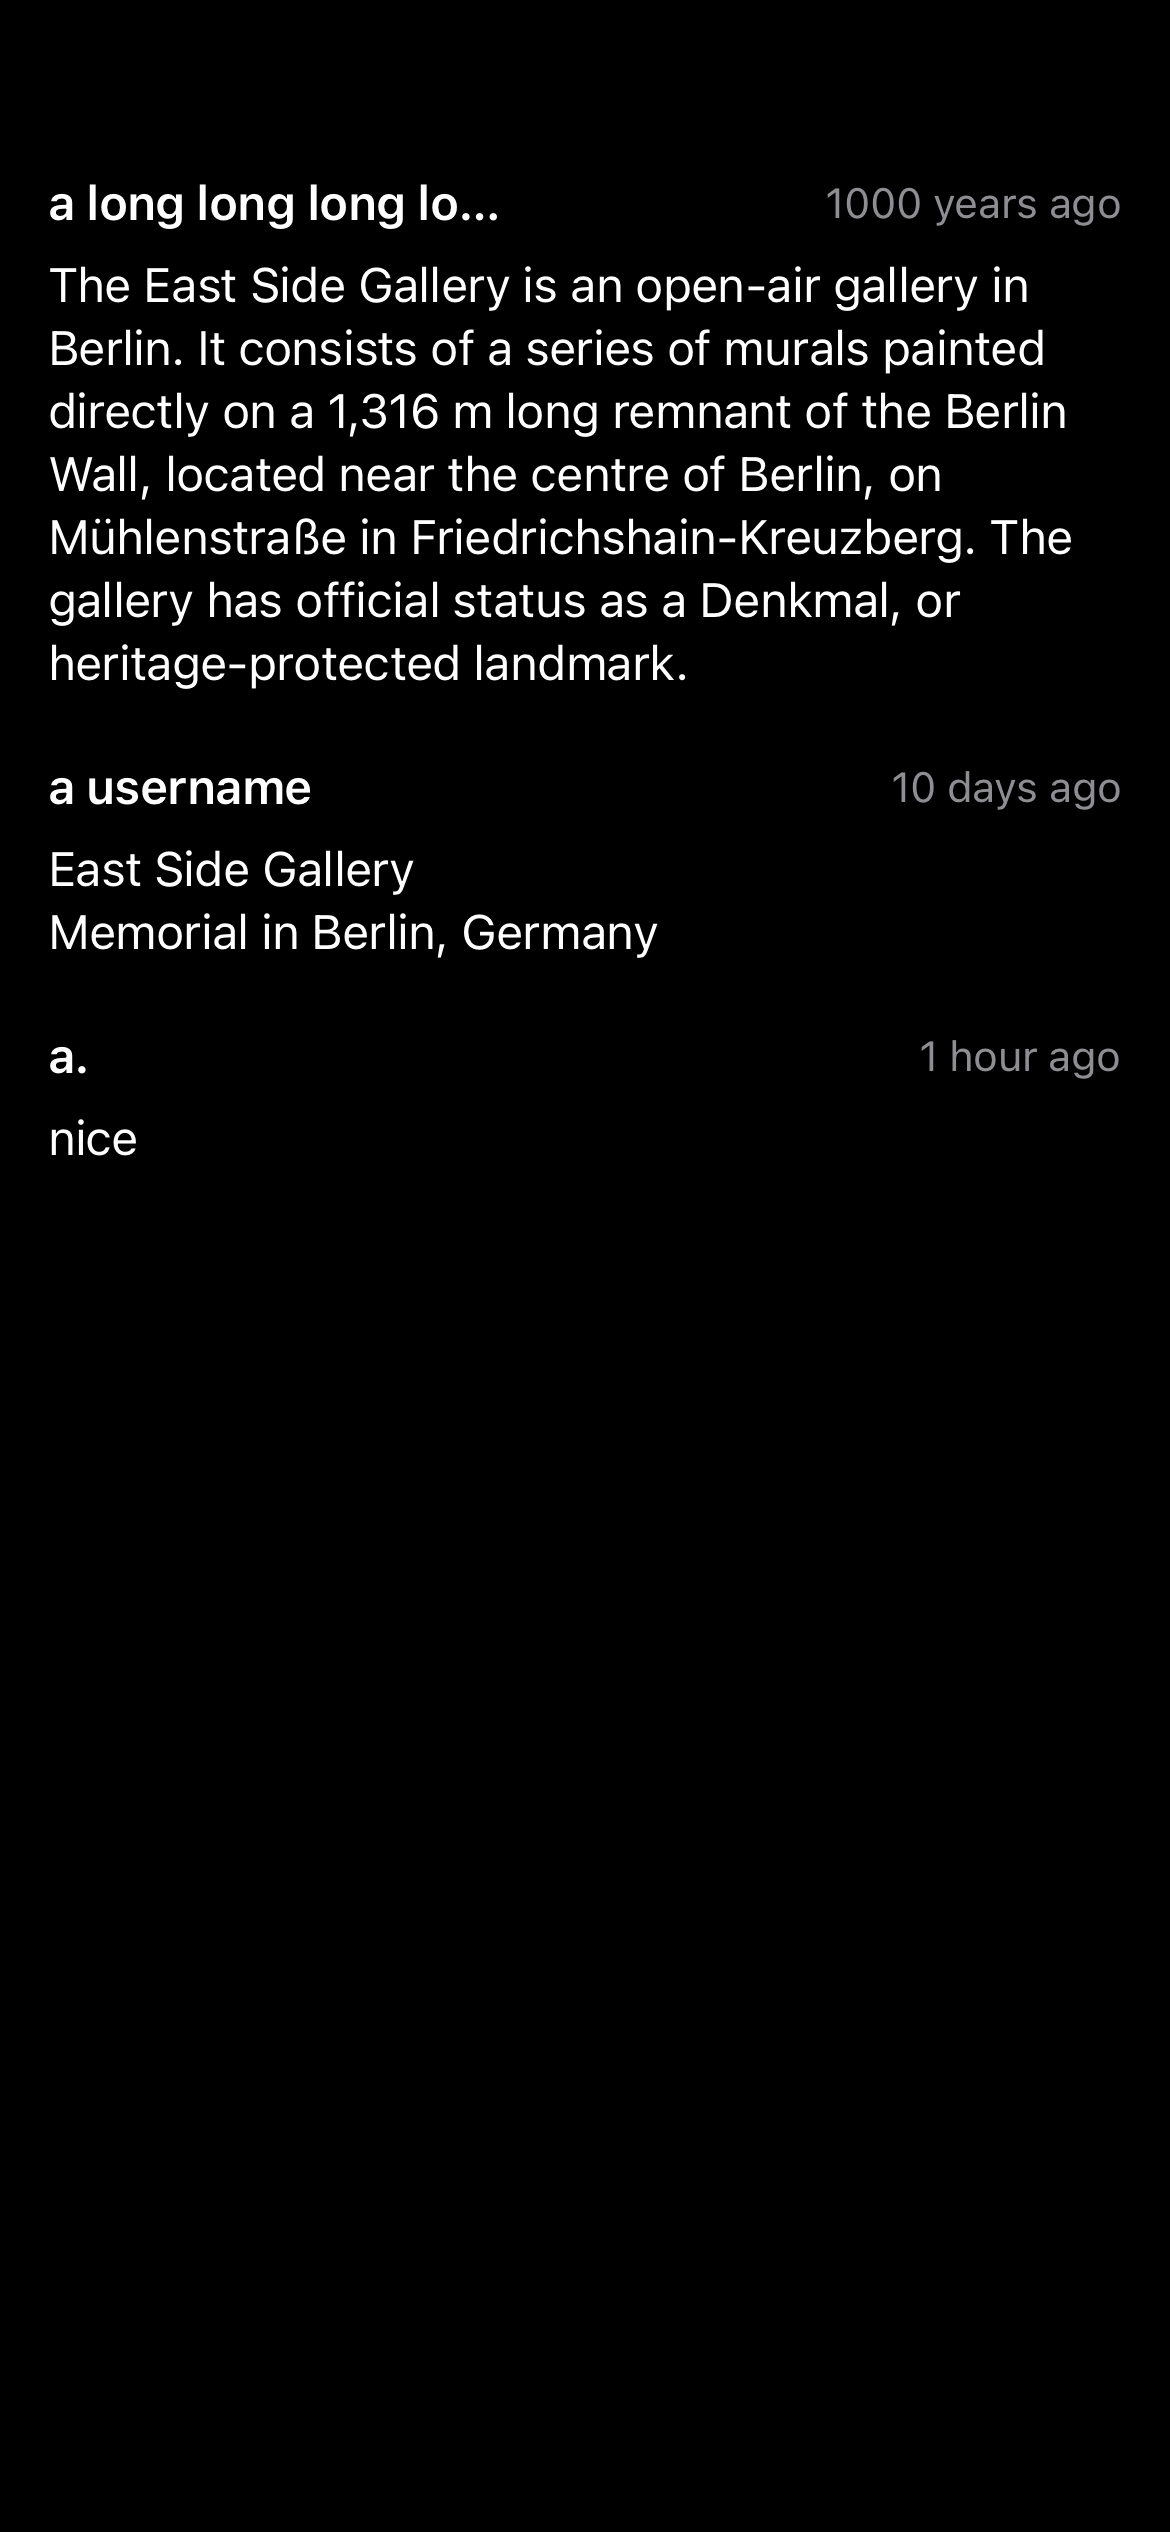 a long long long lo...
1000 years ago
The East Side Gallery is an open-air gallery in
Berlin. It consists of a series of murals painted
directly on a 1,316 m long remnant of the Berlin
Wall, located near the centre of Berlin, on
Mühlenstraße in Friedrichshain-Kreuzberg. The
gallery has official status as a Denkmal, or
heritage-protected landmark.
a username
10 days ago
East Side Gallery
Memorial in Berlin, Germany
a.
1 hour ago
nice